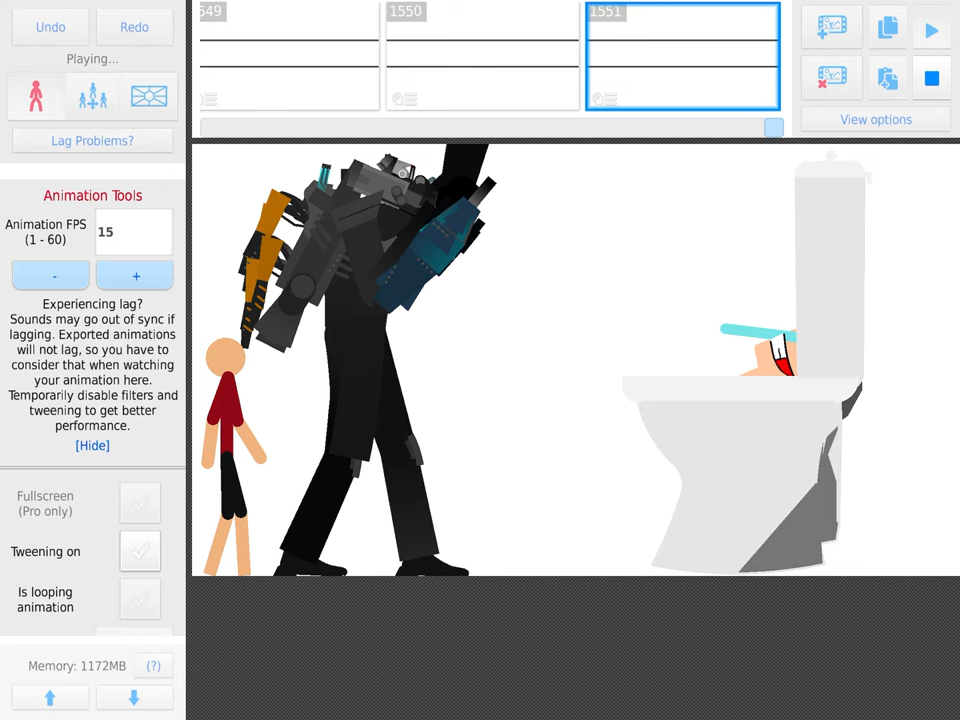 Undo
Redo
Playing...
Lag Problems?
Animation Tools
Animation FPS
(1 - 60)
15
-
+
Experiencing lag?
Sounds may go out of sync if
lagging. Exported animations
will not lag, so you have to
consider that when watching
your animation here.
Temporarily disable filters and
tweening to get better
performance.
[Hide]
Fullscreen
(Pro only)
Tweening on
Is looping
animation
Memory: 1172MB
(?)
549
1550
1551
View options